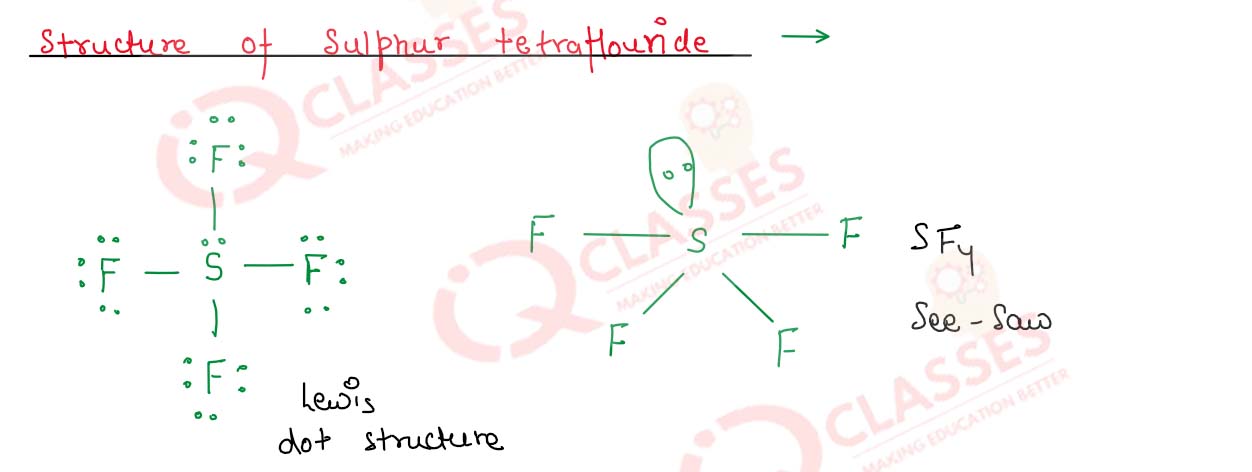 Structure of Sulphur tetraflouride →
CLASSES
MAKING EDUCATION BETTER
:F:
:F — S — F:
:F:
Lewis
dot structure
F — S — F
F F
SF4
See-Saw
CLASSES
MAKING EDUCATION BETTER
CLASSES
MAKING EDUCATION BETTER